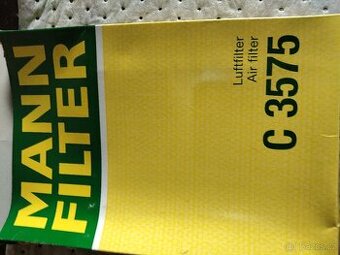 MANN
FILTER
Luftfilter
Air filter
C 3575